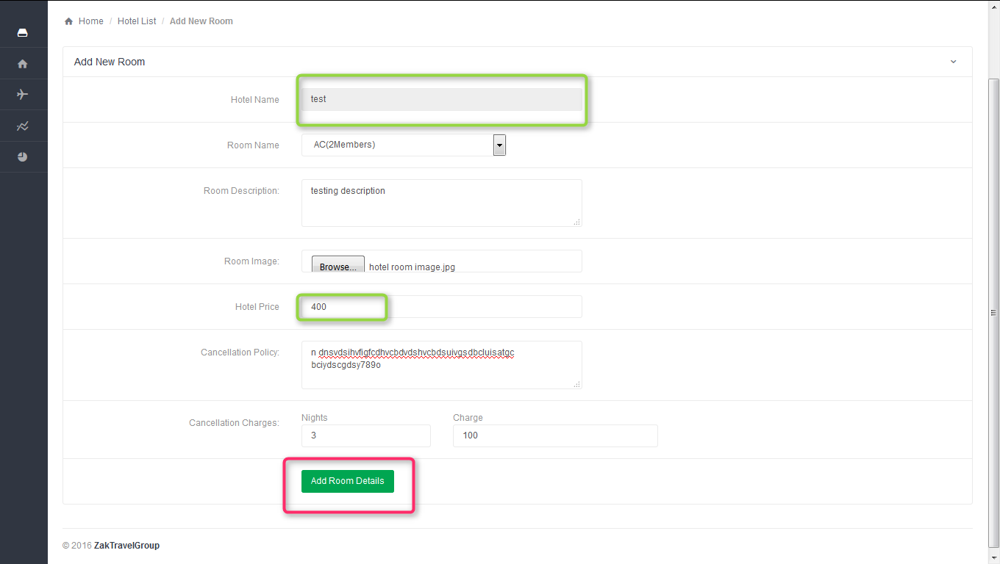 Home / Hotel List / Add New Room
Add New Room
Hotel Name test
Room Name AC(2Members)
Room Description: testing description
Room Image: Browse... hotel room image.jpg
Hotel Price 400
Cancellation Policy: n dnsvdsihvfigfcdhvcbdvdshvcbdsuivgsdbcluisatgc
bciydscgdsy789o
Nights Charge
Cancellation Charges: 3 100
Add Room Details
© 2016 ZakTravelGroup